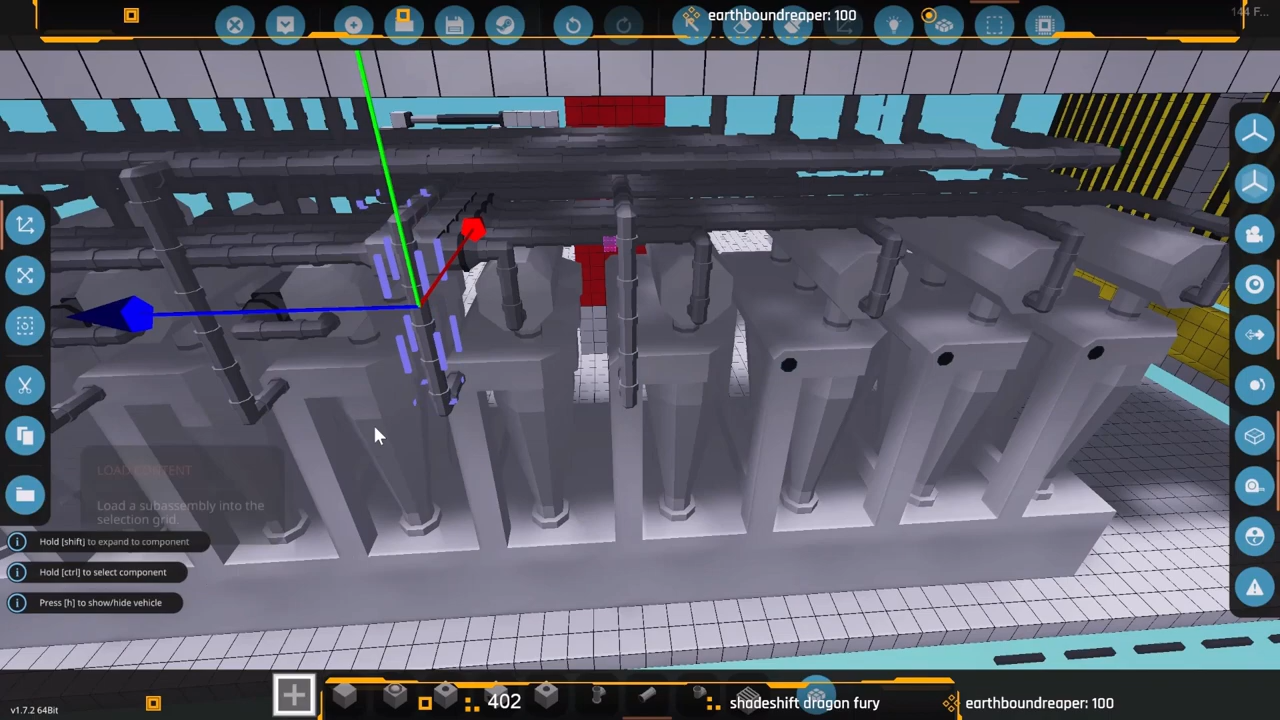 earthboundreaper: 100
LOAD CONTENT
Load a subassembly into the
selection grid.
Hold [shift] to expand to component
Hold [ctrl] to select component
Press [h] to show/hide vehicle
402
shadeshift dragon fury
earthboundreaper: 100
v1.7.2 64Bit